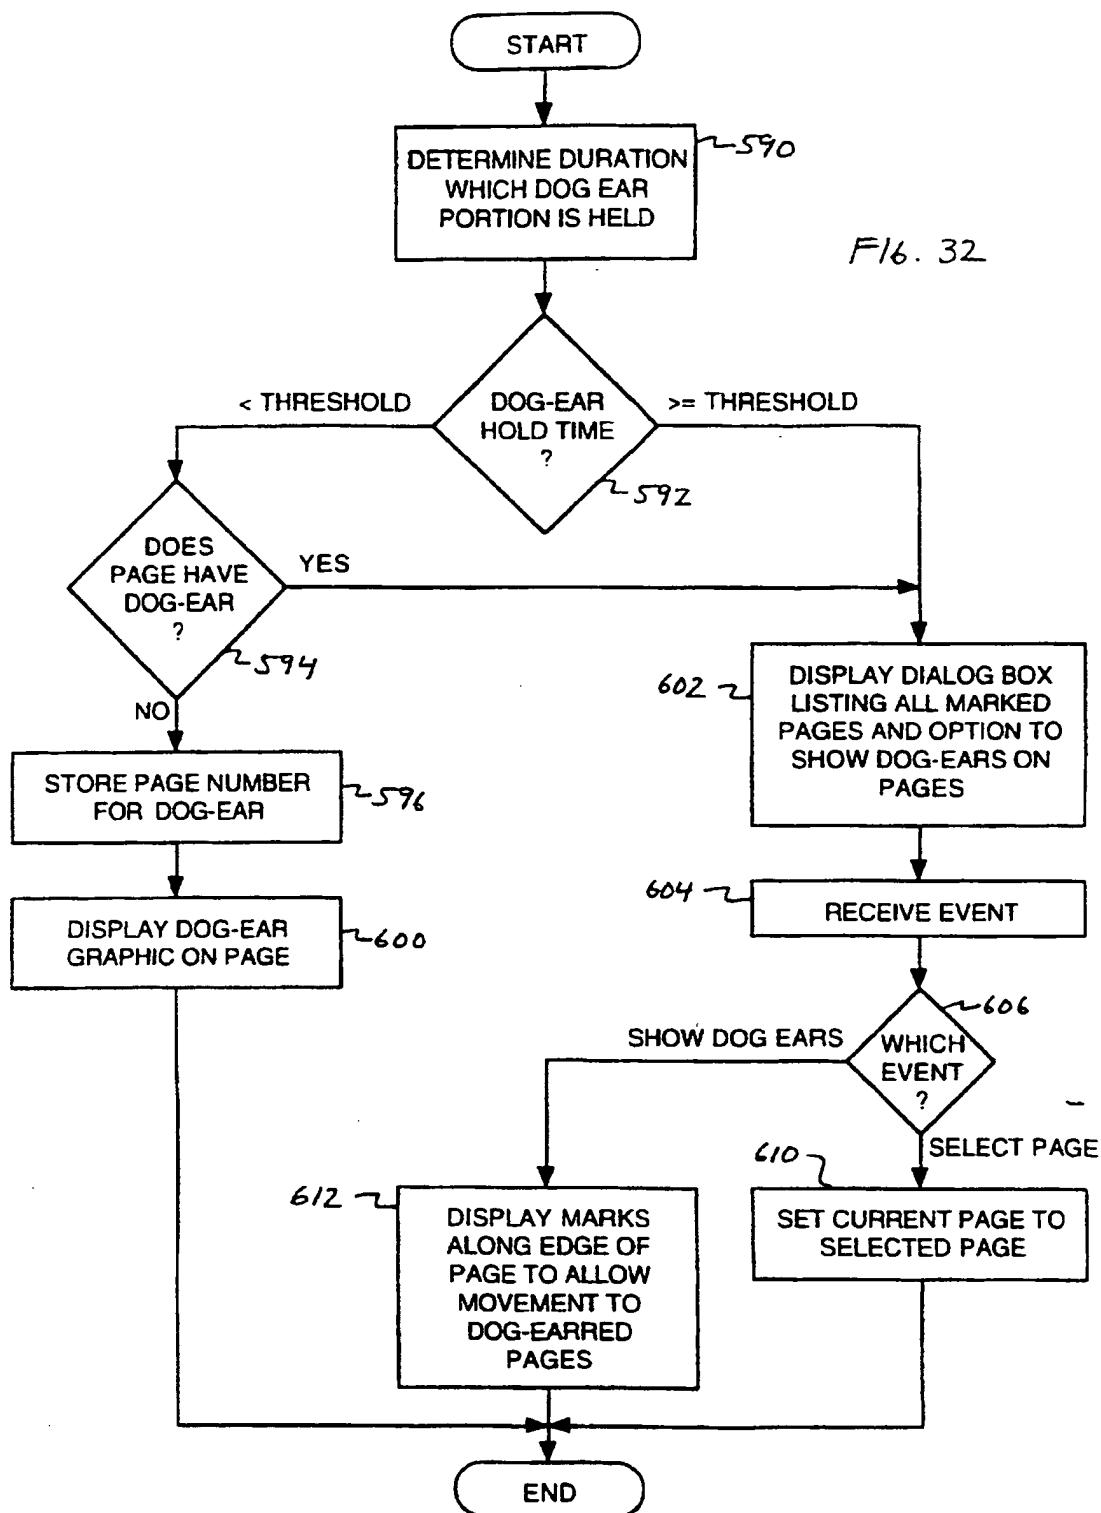 START
DETERMINE DURATION
WHICH DOG EAR
PORTION IS HELD
590
FIG. 32
< THRESHOLD
DOG-EAR
HOLD TIME
?
>= THRESHOLD
592
DOES
PAGE HAVE
DOG-EAR
?
YES
594
NO
602
DISPLAY DIALOG BOX
LISTING ALL MARKED
PAGES AND OPTION TO
SHOW DOG-EARS ON
PAGES
STORE PAGE NUMBER
FOR DOG-EAR
596
604
RECEIVE EVENT
DISPLAY DOG-EAR
GRAPHIC ON PAGE
600
606
SHOW DOG EARS
WHICH
EVENT
?
SELECT PAGE
610
612
DISPLAY MARKS
ALONG EDGE OF
PAGE TO ALLOW
MOVEMENT TO
DOG-EARRED
PAGES
SET CURRENT PAGE TO
SELECTED PAGE
END